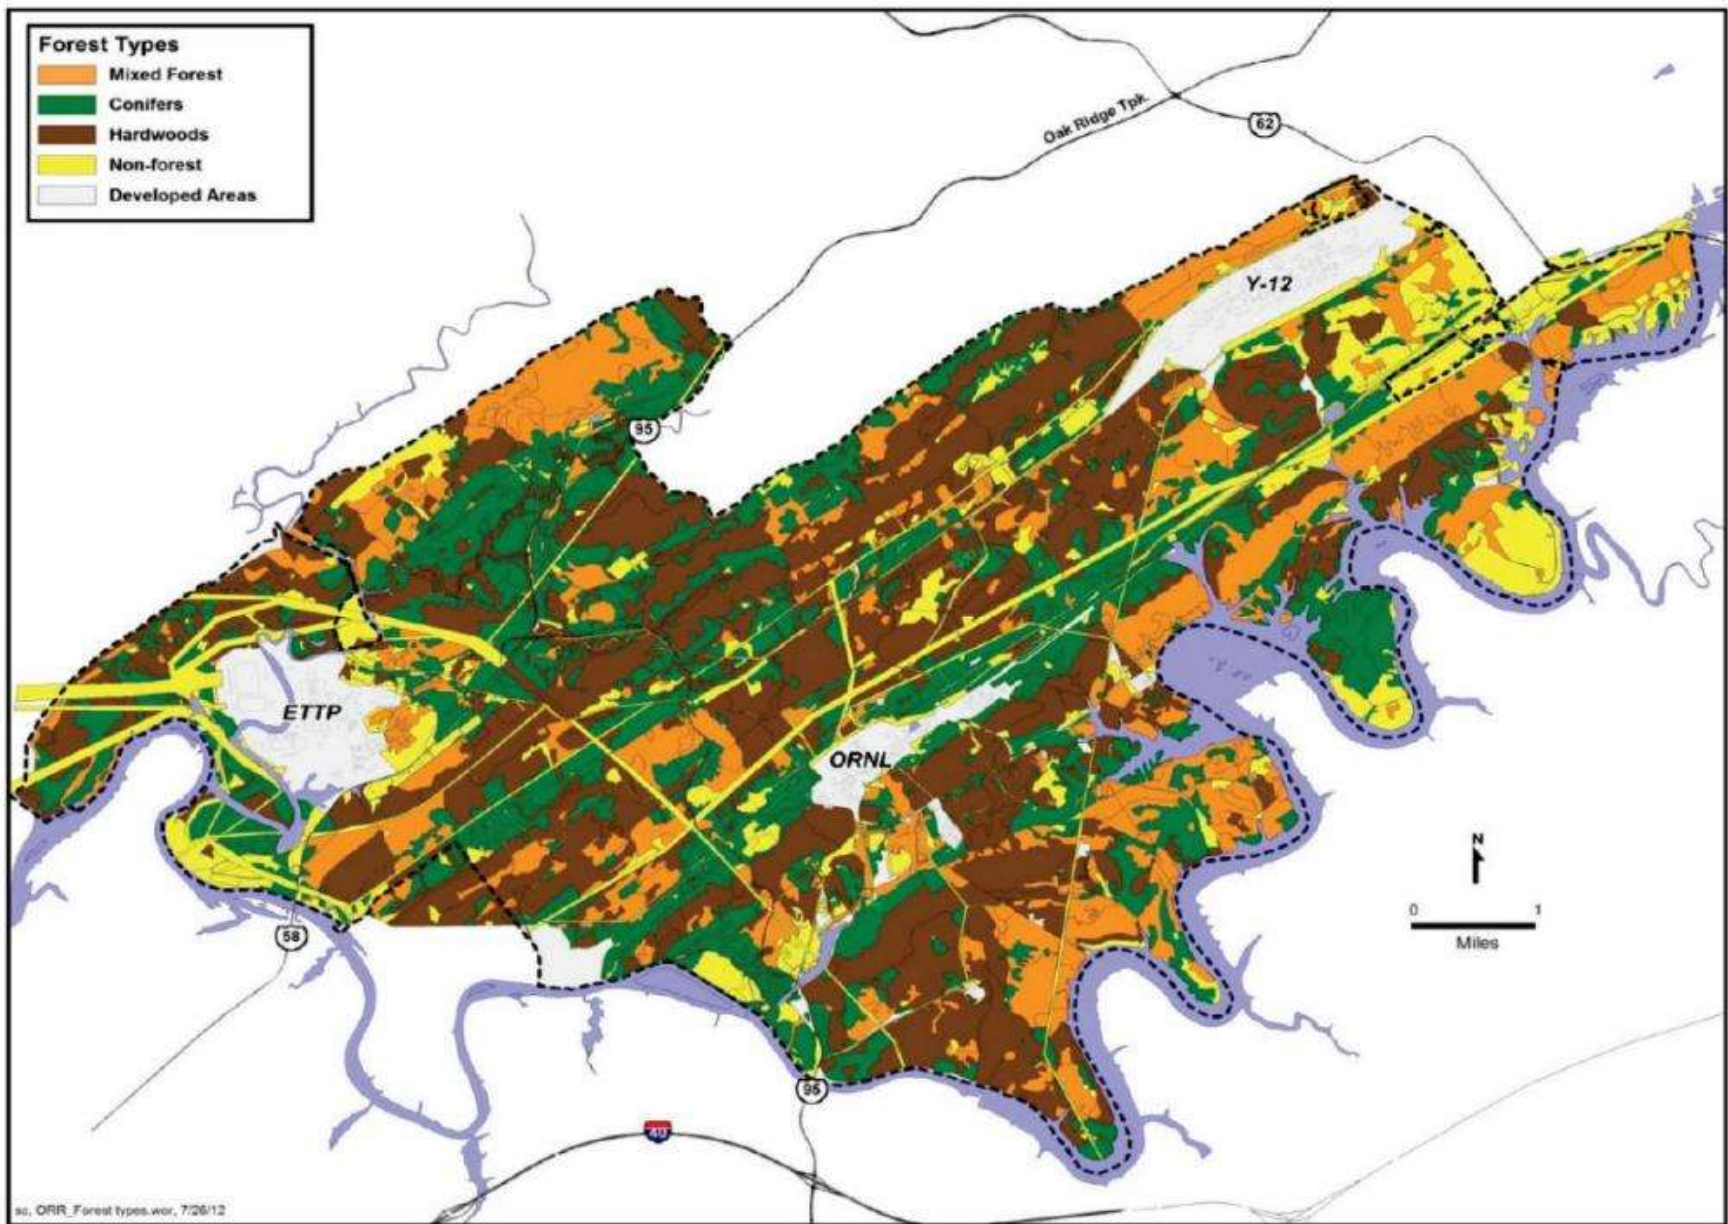 Forest Types
Mixed Forest
Conifers
Hardwoods
Non-forest
Developed Areas
Oak Ridge Tpk.
62
Y-12
95
ETTP
ORNL
N
0 1
Miles
58
95
40
sc, ORR_Forest types.wor, 7/26/12